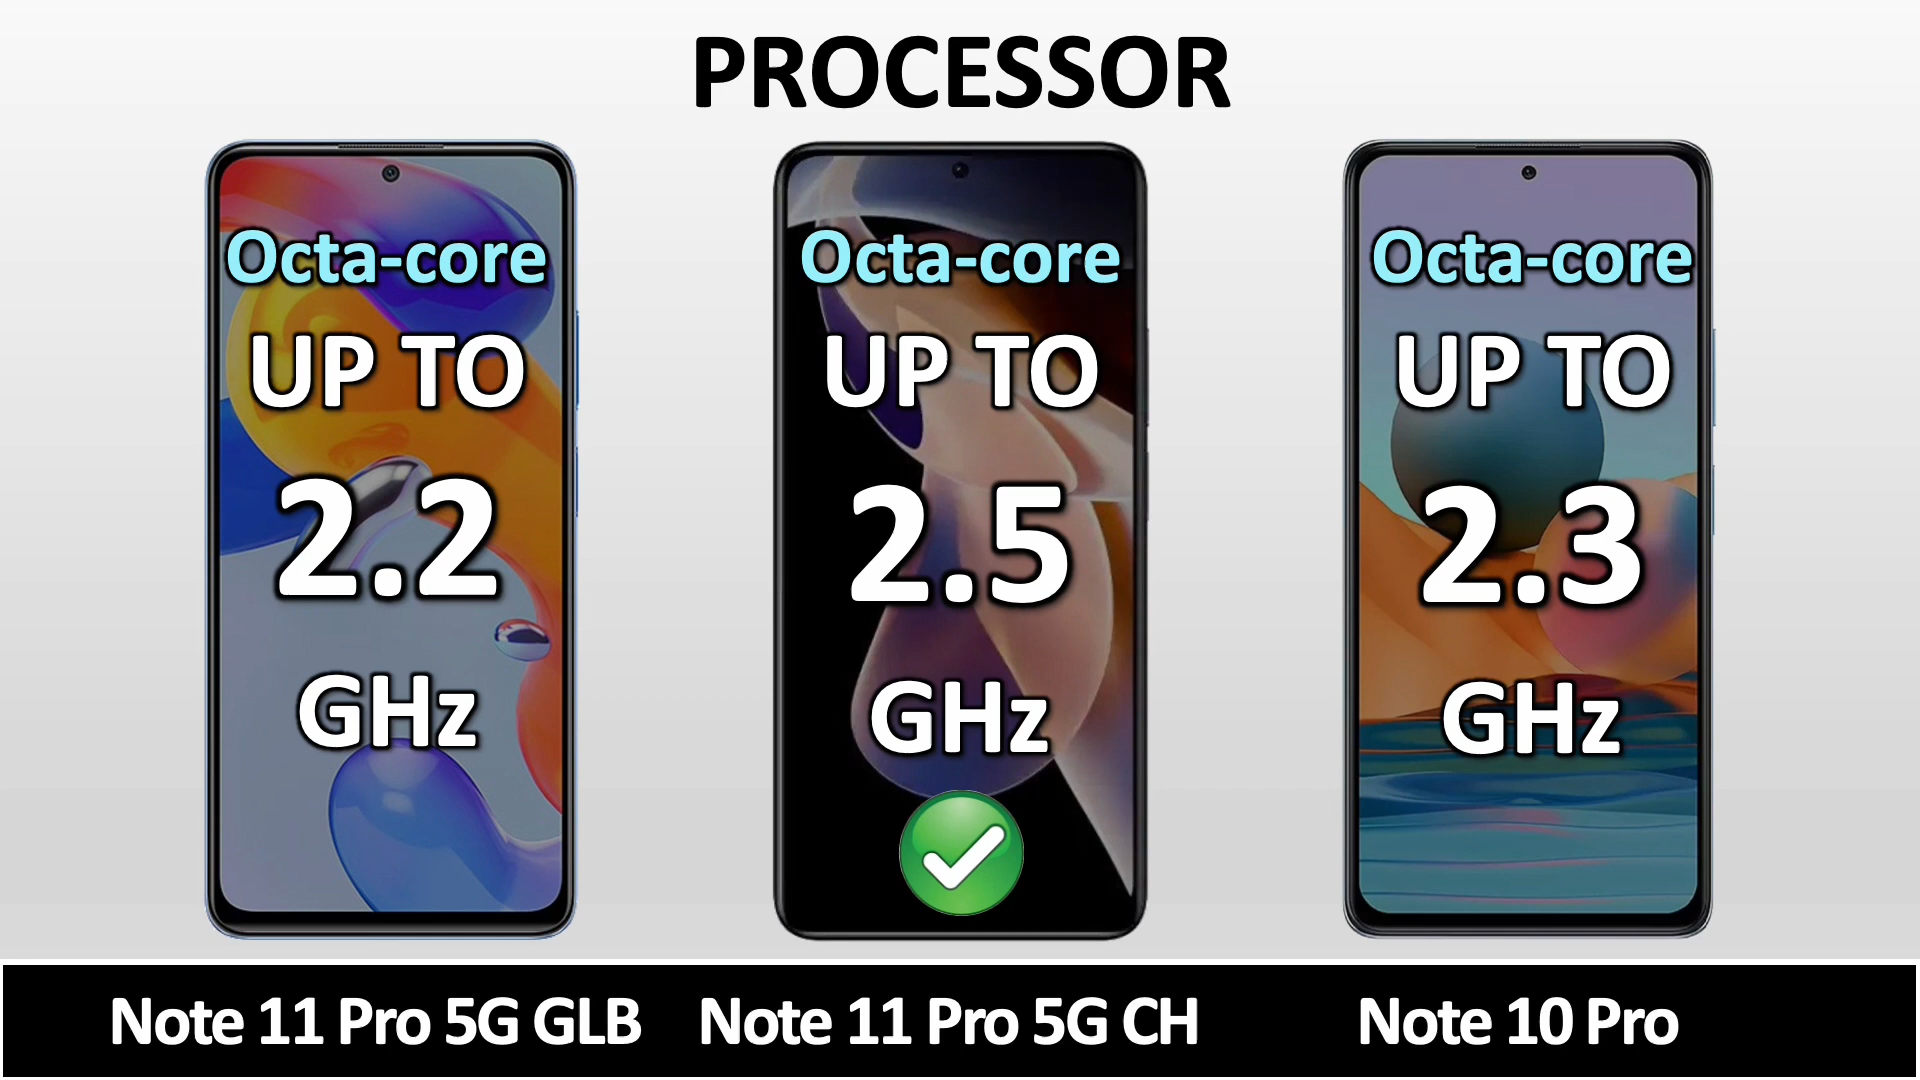 PROCESSOR
Octa-core
UP TO
2.2
GHz
Octa-core
UP TO
2.5
GHz
Octa-core
UP TO
2.3
GHz
Note 11 Pro 5G GLB
Note 11 Pro 5G CH
Note 10 Pro